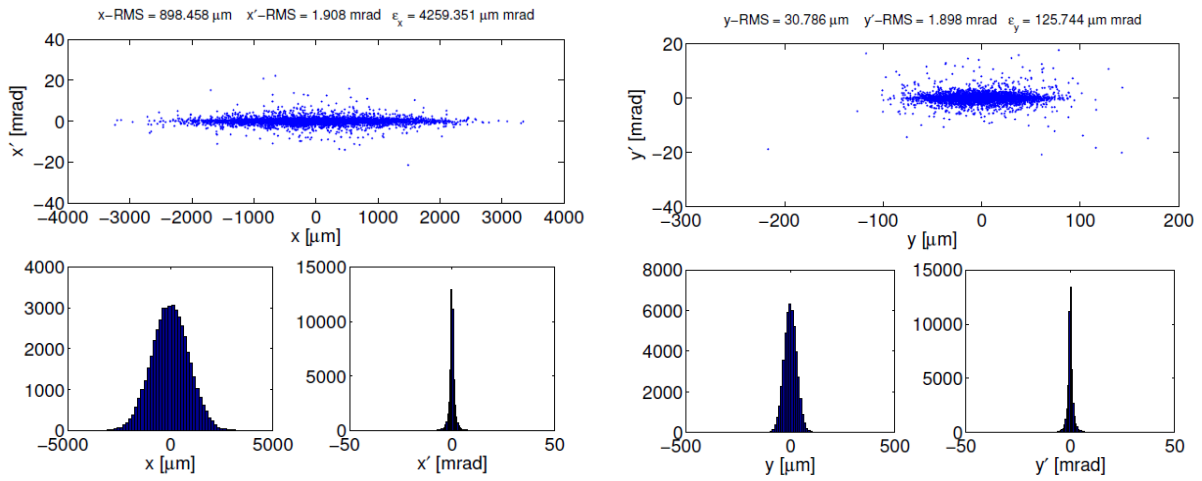 x−RMS = 898.458 μm x′−RMS = 1.908 mrad εx = 4259.351 μm mrad
40
20
0
−20
−40
x′ [mrad]
−4000 −3000 −2000 −1000 0 1000 2000 3000 4000
x [μm]
4000
3000
2000
1000
0
−5000 0 5000
x [μm]
15000
10000
5000
0
−50 0 50
x′ [mrad]
y−RMS = 30.786 μm y′−RMS = 1.898 mrad εy = 125.744 μm mrad
20
0
−20
−40
y′ [mrad]
−300 −200 −100 0 100 200
y [μm]
8000
6000
4000
2000
0
−500 0 500
y [μm]
15000
10000
5000
0
−50 0 50
y′ [mrad]